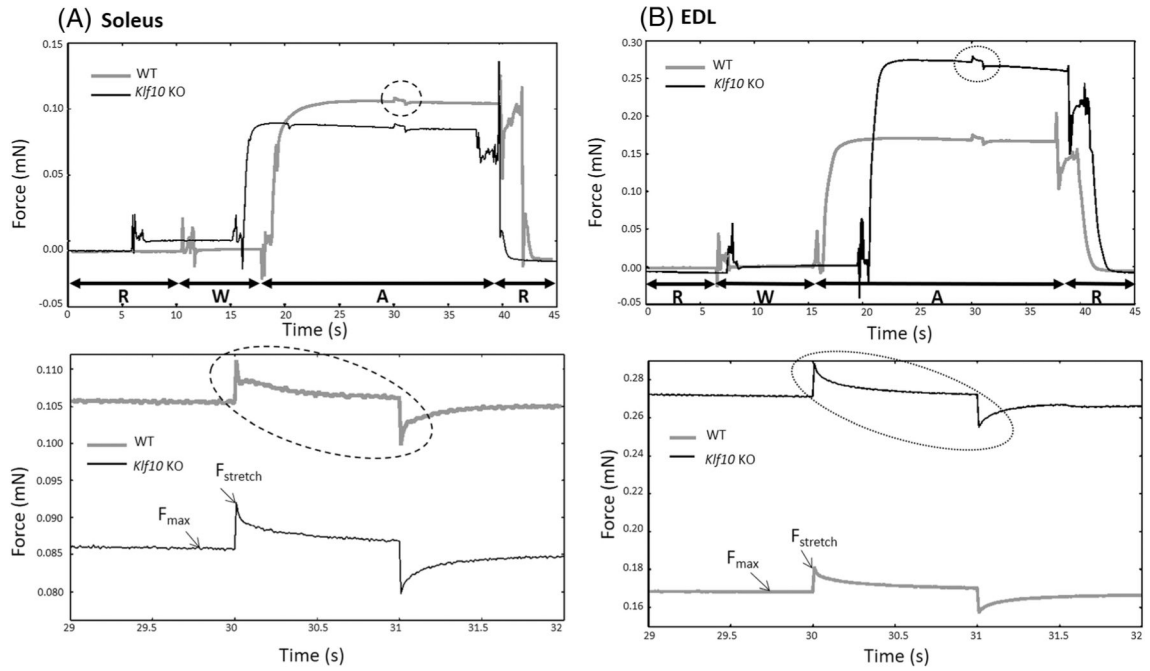 (A) Soleus
Force (mN)
0.15
0.10
0.05
0.00
-0.05
WT
Klf10 KO
R W A R
0 5 10 15 20 25 30 35 40 45
Time (s)
(B) EDL
Force (mN)
0.30
0.25
0.20
0.15
0.10
0.05
0.00
-0.05
WT
Klf10 KO
R W A R
0 5 10 15 20 25 30 35 40 45
Time (s)
Force (mN)
0.110
0.105
0.100
0.095
0.090
0.085
0.080
WT
Klf10 KO
Fstretch
Fmax
29 29.5 30 30.5 31 31.5 32
Time (s)
Force (mN)
0.28
0.26
0.24
0.22
0.20
0.18
0.16
WT
Klf10 KO
Fstretch
Fmax
29 29.5 30 30.5 31 31.5 32
Time (s)